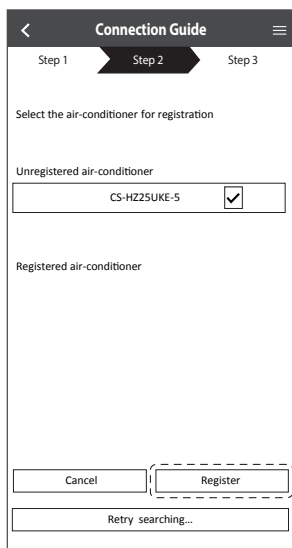 Connection Guide
Step 1 Step 2 Step 3
Select the air-conditioner for registration
Unregistered air-conditioner
CS-HZ25UKE-5
Registered air-conditioner
Cancel Register
Retry searching...